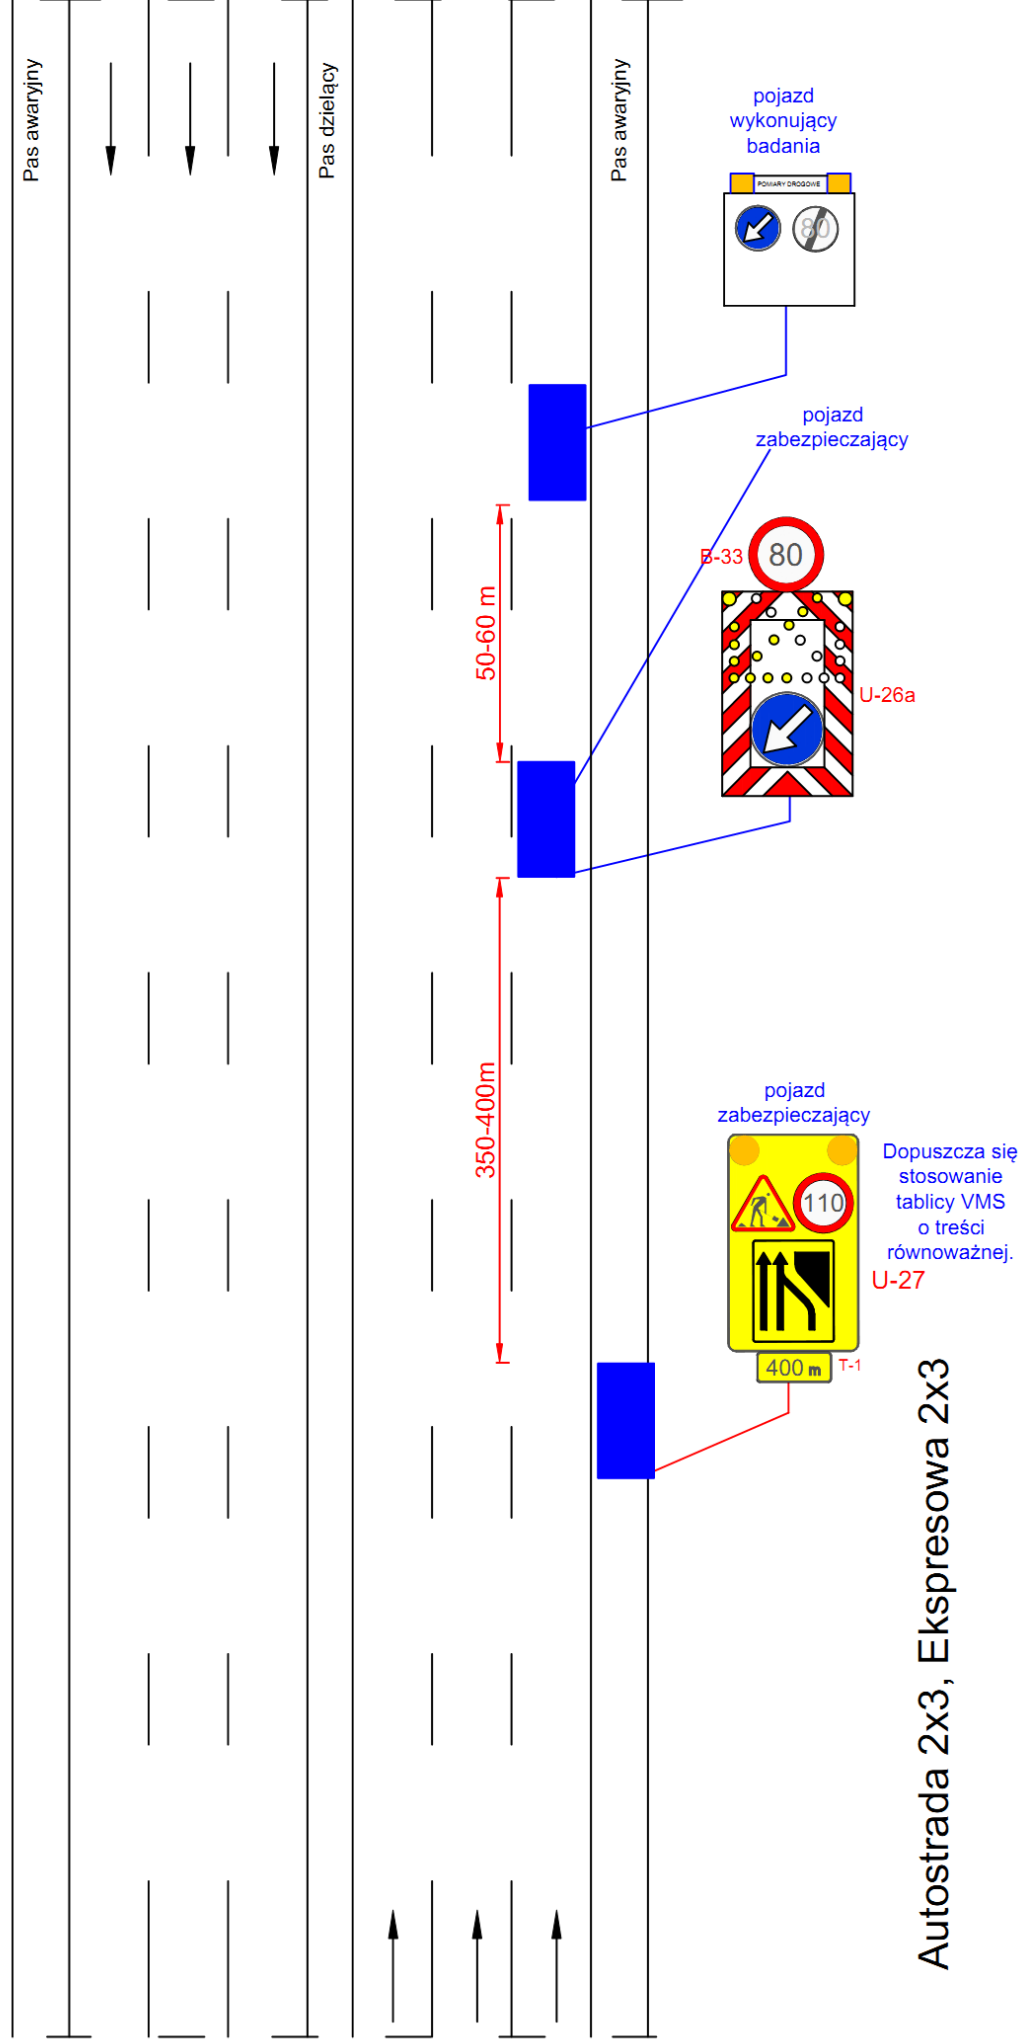 Pas awaryjny
Pas dzielący
Pas awaryjny
pojazd
wykonujący
badania
POMIARY DROGOWE
80
pojazd
zabezpieczający
B-33
80
50-60 m
U-26a
350-400m
pojazd
zabezpieczający
Dopuszcza się
stosowanie
tablicy VMS
o treści
równoważnej.
110
U-27
400 m
T-1
Autostrada 2x3, Ekspresowa 2x3